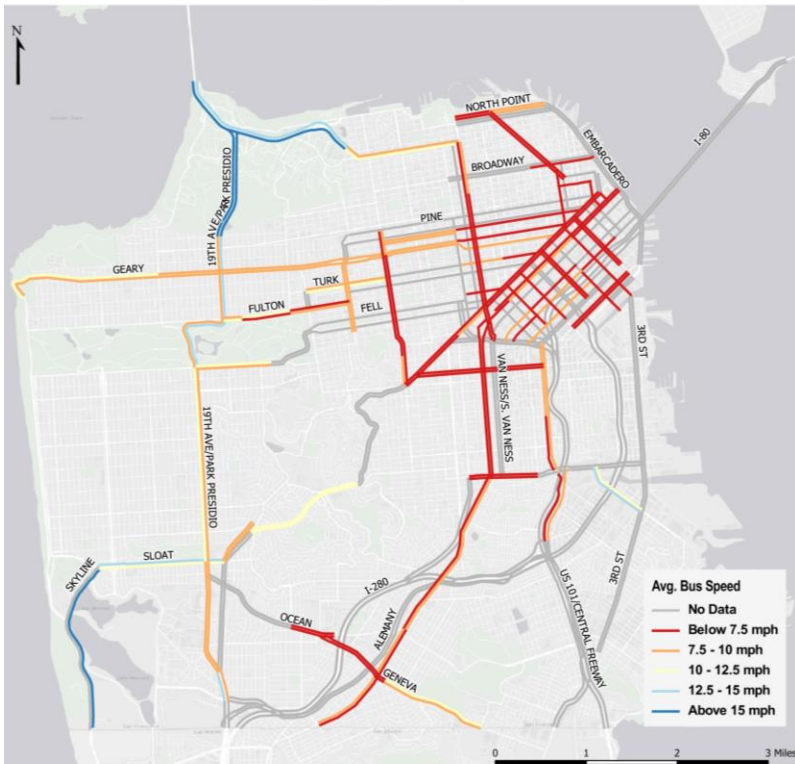 N
NORTH POINT
EMBARCADERO
I-80
BROADWAY
19TH AVE/PARK PRESIDIO
PINE
GEARY
TURK
FULTON
FELL
3RD ST
VAN NESS/S. VAN NESS
19TH AVE/PARK PRESIDIO
SLOAT
SKYLINE
I-280
3RD ST
OCEAN
ALEMANY
US 101/CENTRAL FREEWAY
GENEVA
Avg. Bus Speed
No Data
Below 7.5 mph
7.5 - 10 mph
10 - 12.5 mph
12.5 - 15 mph
Above 15 mph
0 1 2 3 Miles